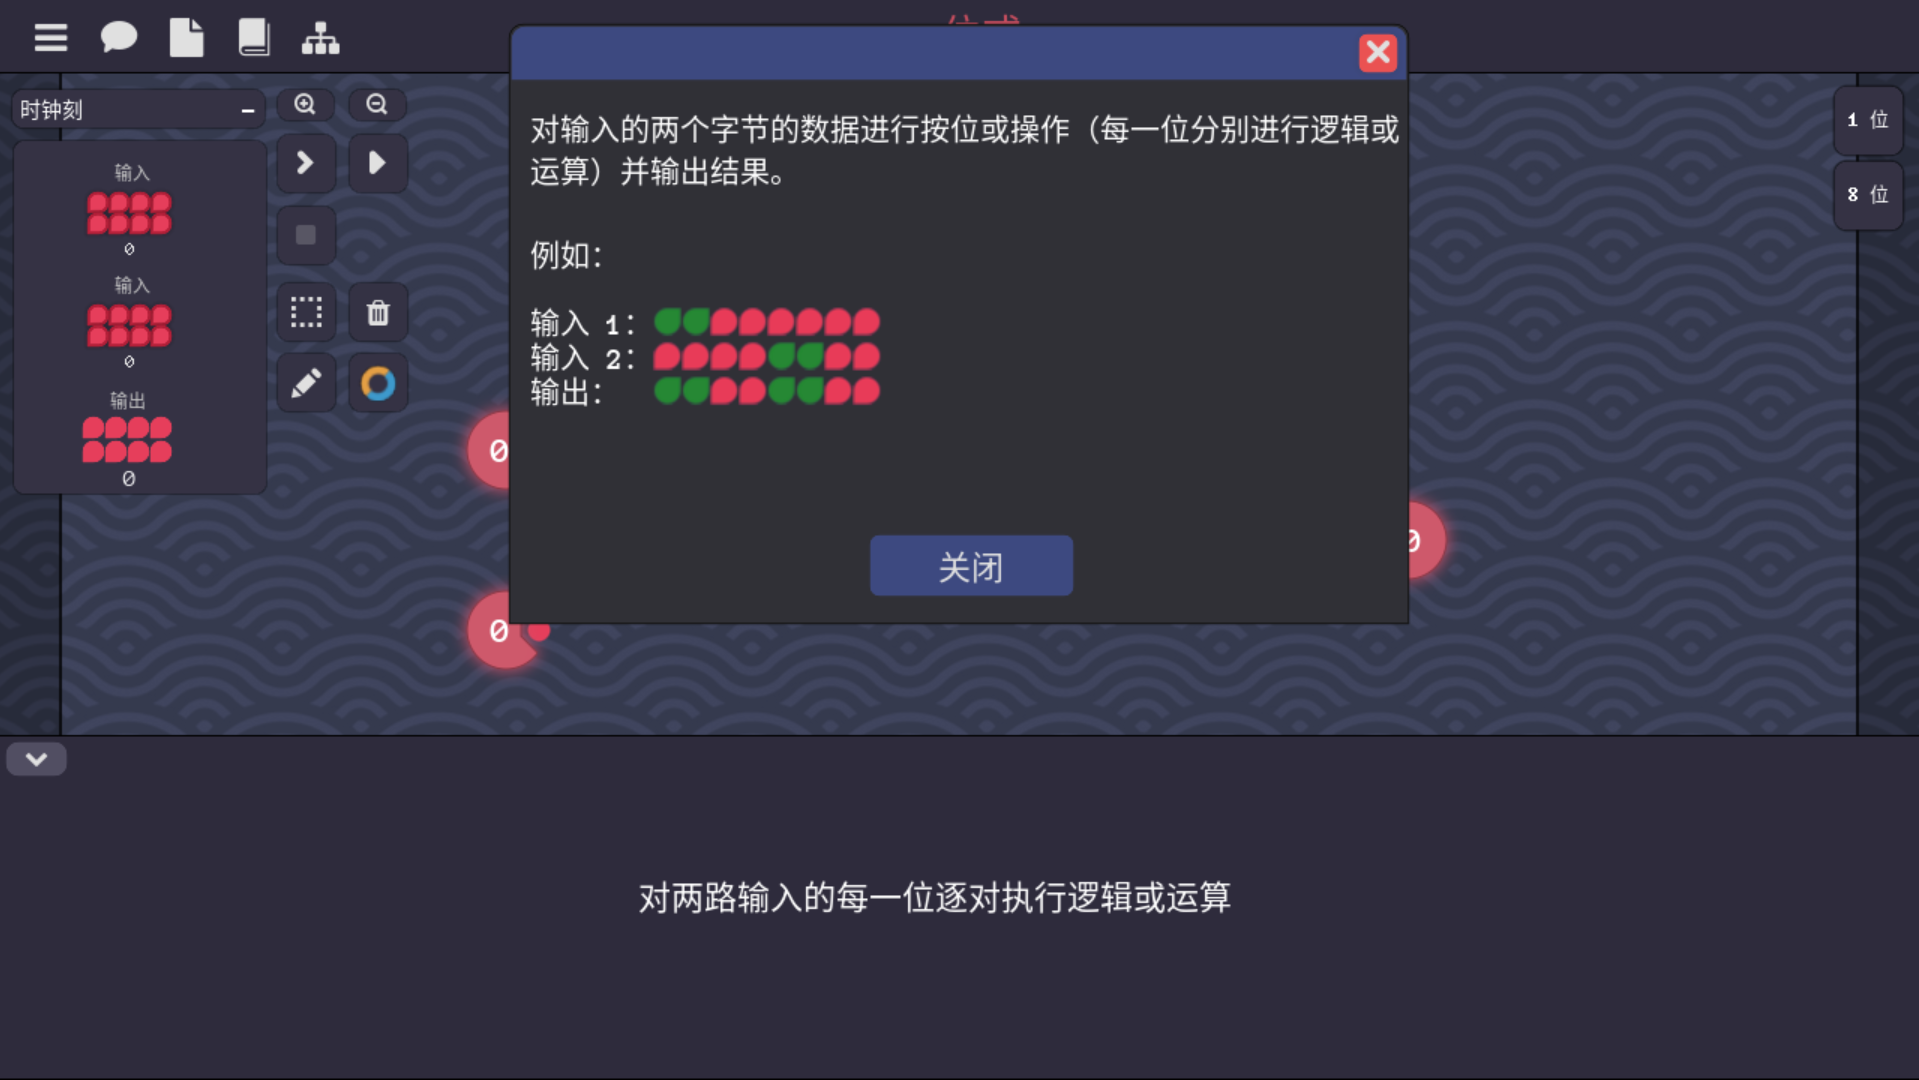 时钟刻
输入
0
输入
0
输出
0
对输入的两个字节的数据进行按位或操作（每一位分别进行逻辑或
运算）并输出结果。
例如：
输入 1：
输入 2：
输出：
关闭
0
0
0
1 位
8 位
对两路输入的每一位逐对执行逻辑或运算